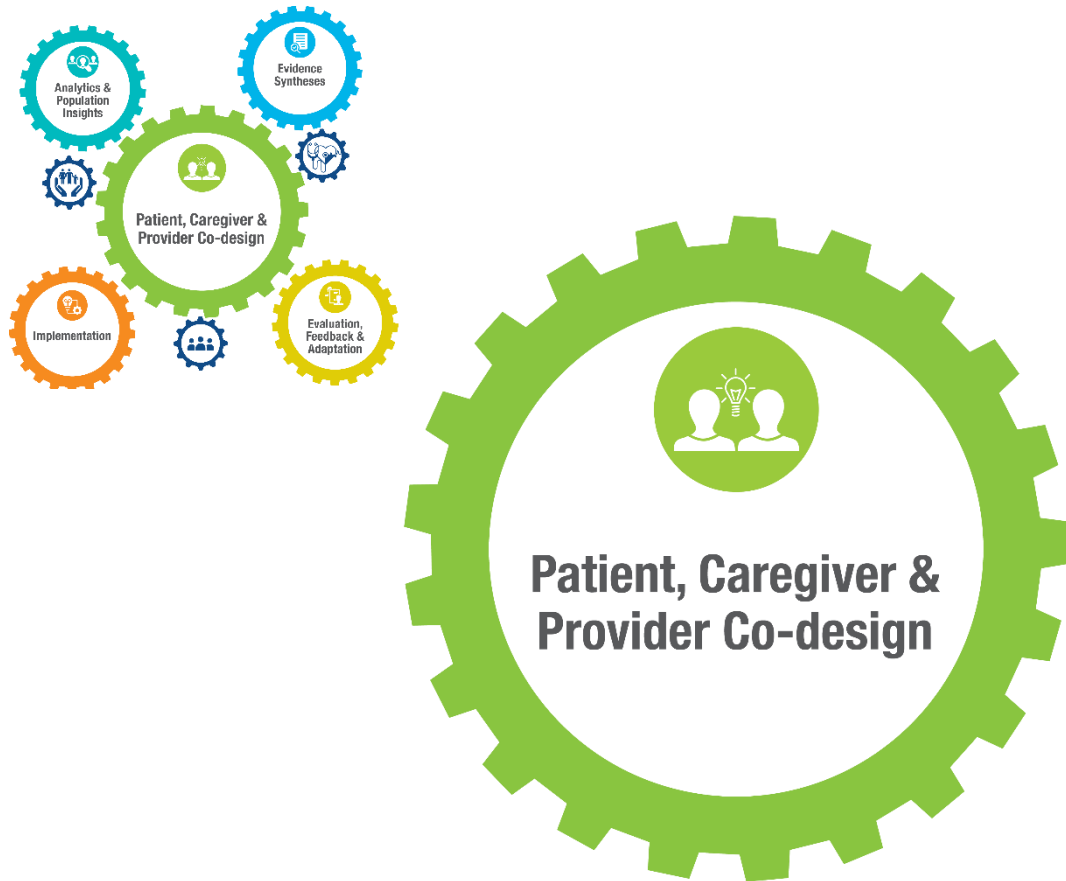 Analytics &
Population
Insights
Evidence
Syntheses
Patient, Caregiver &
Provider Co-design
Implementation
Evaluation,
Feedback &
Adaptation
Patient, Caregiver &
Provider Co-design